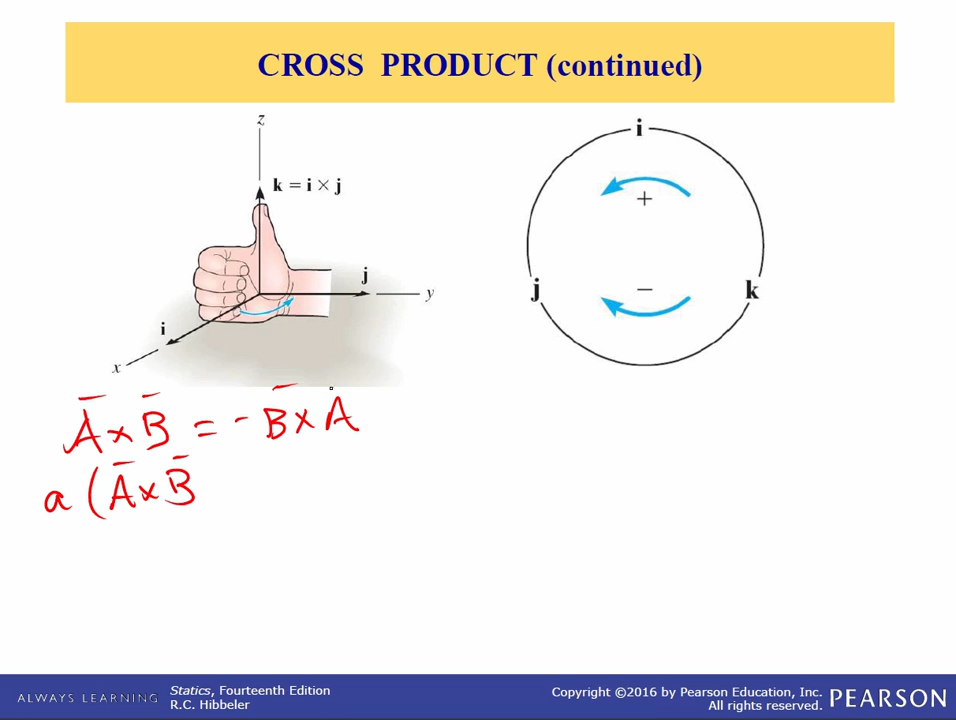 CROSS PRODUCT (continued)
z
k = i × j
j
y
i
x
i
+
j
−
k
A̅ × B̅ = - B̅ × A
a (A̅ × B̅
ALWAYS LEARNING
Statics, Fourteenth Edition
R.C. Hibbeler
Copyright ©2016 by Pearson Education, Inc.
All rights reserved.
PEARSON